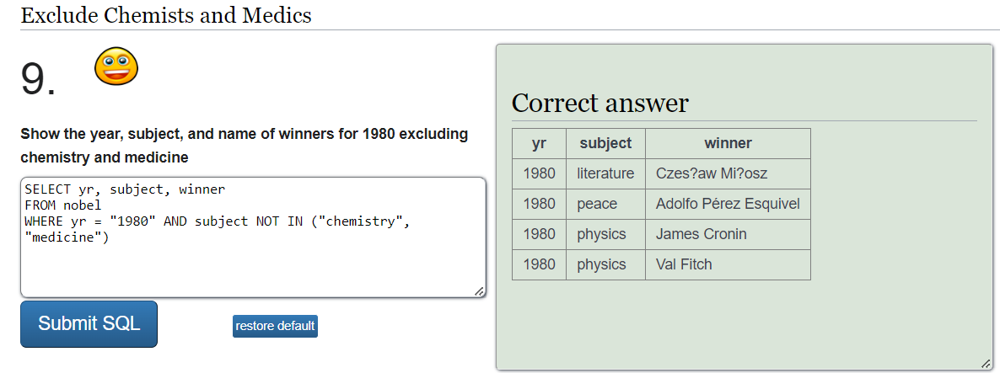 Exclude Chemists and Medics
9.
Show the year, subject, and name of winners for 1980 excluding
chemistry and medicine
SELECT yr, subject, winner
FROM nobel
WHERE yr = "1980" AND subject NOT IN ("chemistry",
"medicine")
Submit SQL
restore default
Correct answer
yr subject winner
1980 literature Czes?aw Mi?osz
1980 peace Adolfo Pérez Esquivel
1980 physics James Cronin
1980 physics Val Fitch